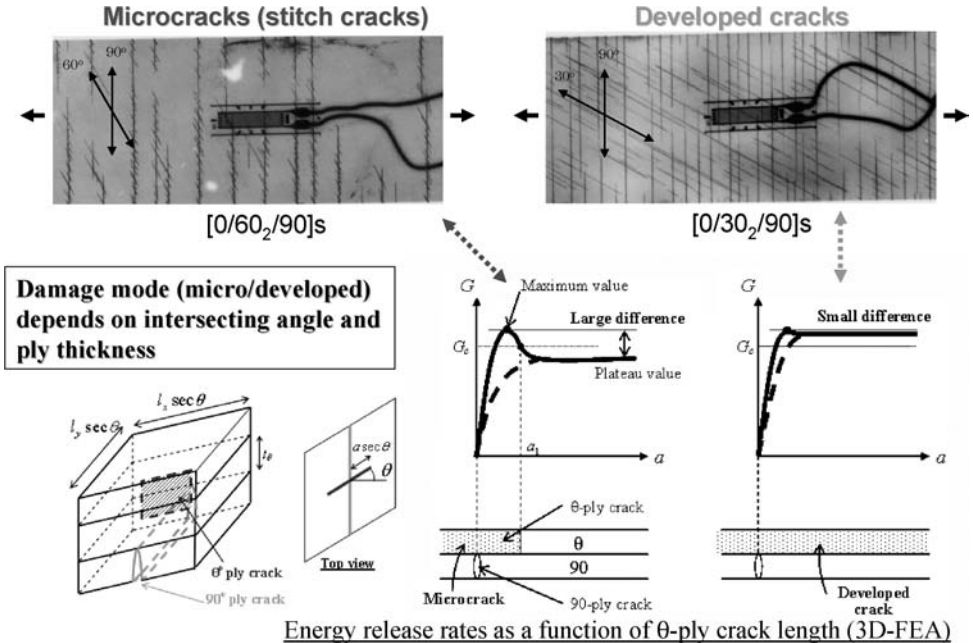 Microcracks (stitch cracks)
Developed cracks
60°
90°
30°
90°
[0/60₂/90]s
[0/30₂/90]s
Damage mode (micro/developed)
depends on intersecting angle and
ply thickness
G
Maximum value
Large difference
G_c
Plateau value
a₁
a
G
Small difference
G_c
a
l_x sec θ
l_y sec θ
t_θ
θ° ply crack
90° ply crack
a sec θ
θ
Top view
θ-ply crack
θ
90
Microcrack
90-ply crack
Developed
crack
Energy release rates as a function of θ-ply crack length (3D-FEA)